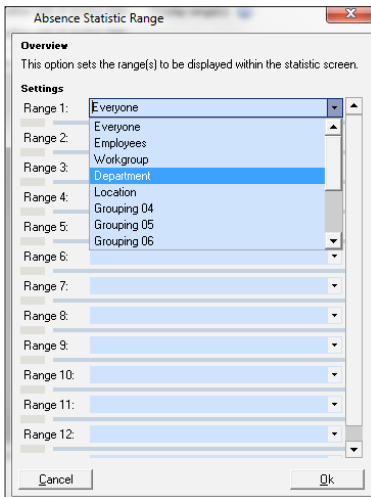 Absence Statistic Range
Overview
This option sets the range(s) to be displayed within the statistic screen.
Settings
Range 1: Everyone
Everyone
Range 2:
Employees
Workgroup
Range 3:
Department
Range 4:
Location
Grouping 04
Range 5:
Grouping 05
Grouping 06
Range 6:
Range 7:
Range 8:
Range 9:
Range 10:
Range 11:
Range 12:
Cancel Ok